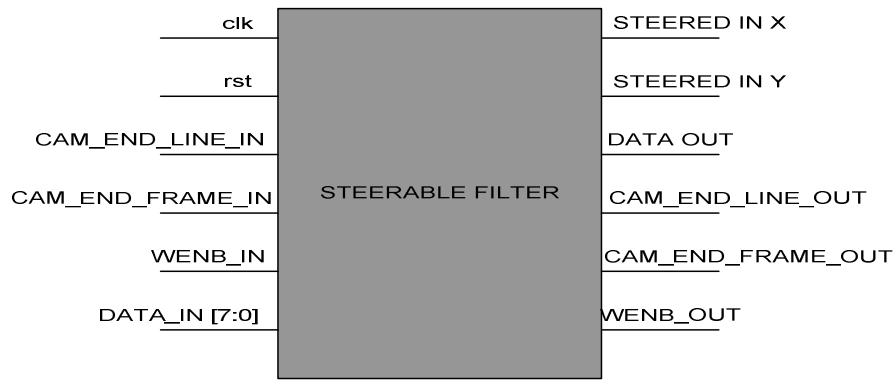 clk
rst
CAM_END_LINE_IN
CAM_END_FRAME_IN
WENB_IN
DATA_IN [7:0]
STEERABLE FILTER
STEERED IN X
STEERED IN Y
DATA OUT
CAM_END_LINE_OUT
CAM_END_FRAME_OUT
WENB_OUT